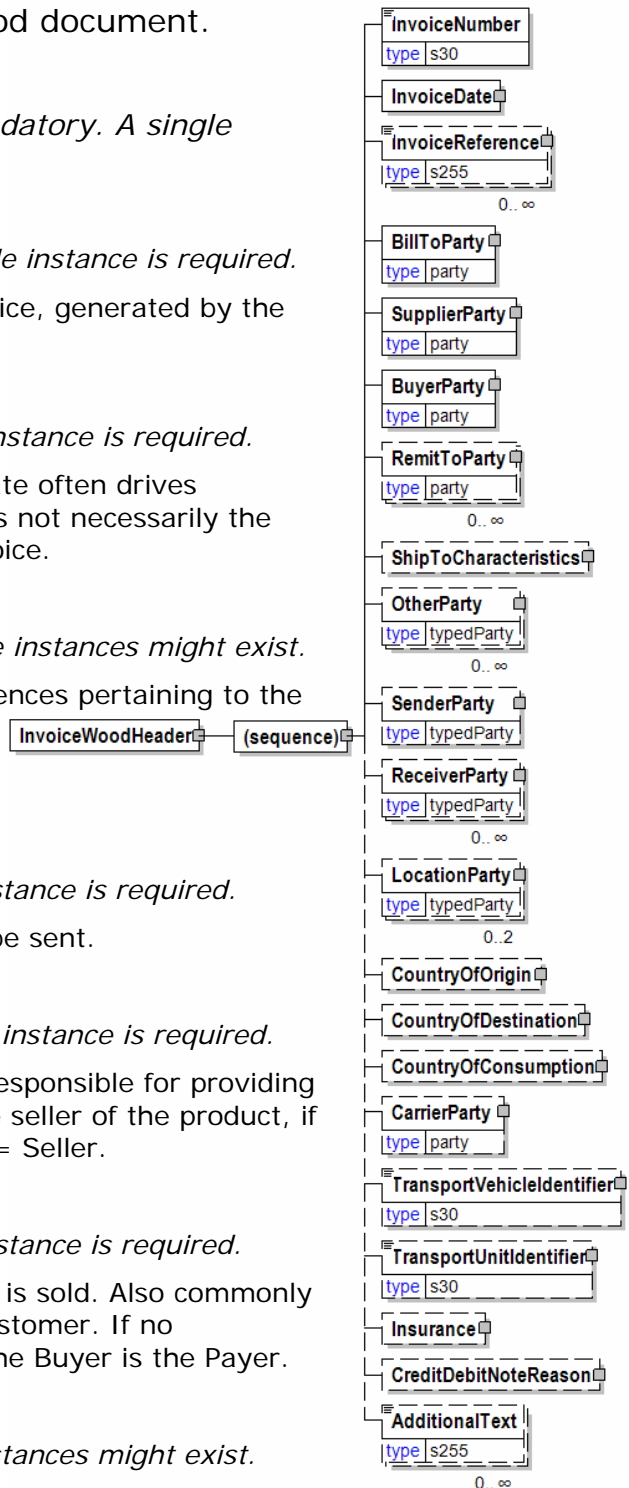 od document.
datory. A single
le instance is required.
ice, generated by the
nstance is required.
te often drives
s not necessarily the
oice.
e instances might exist.
ences pertaining to the
stance is required.
be sent.
instance is required.
esponsible for providing
e seller of the product, if
= Seller.
stance is required.
is sold. Also commonly
ustomer. If no
ne Buyer is the Payer.
stances might exist.
InvoiceWoodHeader
(sequence)
InvoiceNumber
type s30
InvoiceDate
InvoiceReference
type s255
0.. ∞
BillToParty
type party
SupplierParty
type party
BuyerParty
type party
RemitToParty
type party
0.. ∞
ShipToCharacteristics
OtherParty
type typedParty
0.. ∞
SenderParty
type typedParty
ReceiverParty
type typedParty
0.. ∞
LocationParty
type typedParty
0..2
CountryOfOrigin
CountryOfDestination
CountryOfConsumption
CarrierParty
type party
TransportVehicleIdentifier
type s30
TransportUnitIdentifier
type s30
Insurance
CreditDebitNoteReason
AdditionalText
type s255
0.. ∞